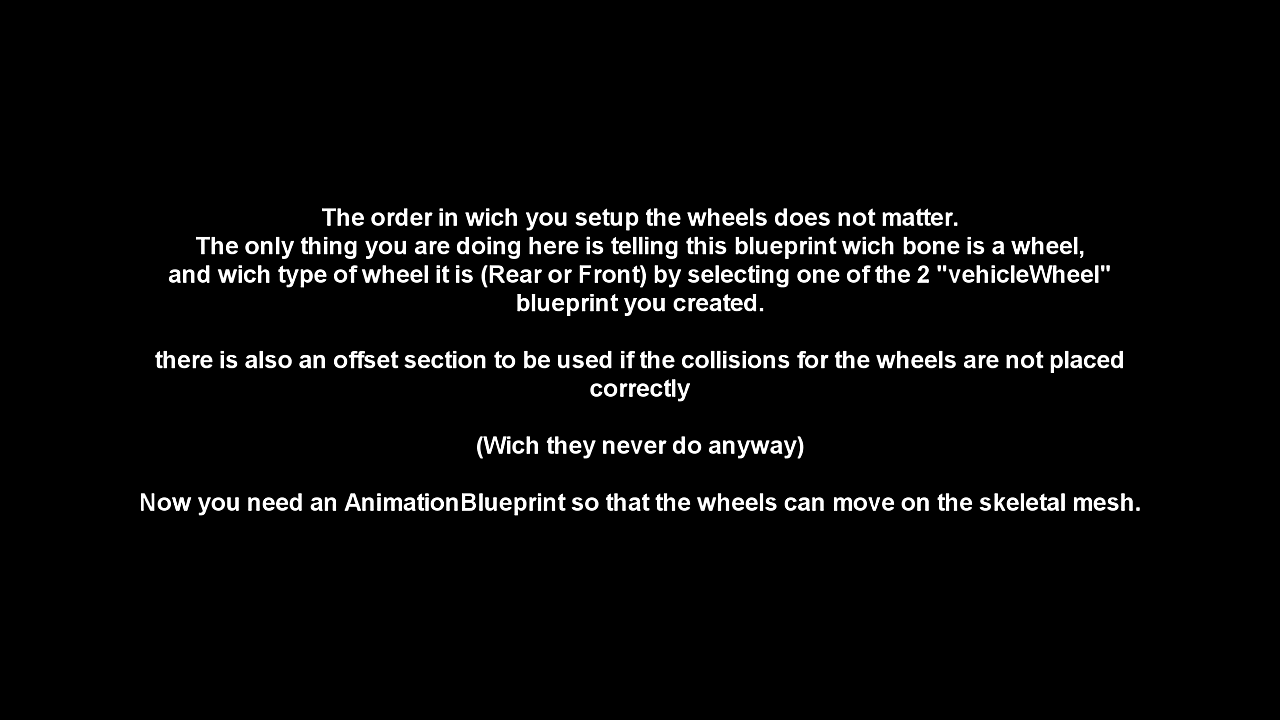 The order in wich you setup the wheels does not matter.
The only thing you are doing here is telling this blueprint wich bone is a wheel,
and wich type of wheel it is (Rear or Front) by selecting one of the 2 "vehicleWheel"
blueprint you created.
there is also an offset section to be used if the collisions for the wheels are not placed
correctly
(Wich they never do anyway)
Now you need an AnimationBlueprint so that the wheels can move on the skeletal mesh.